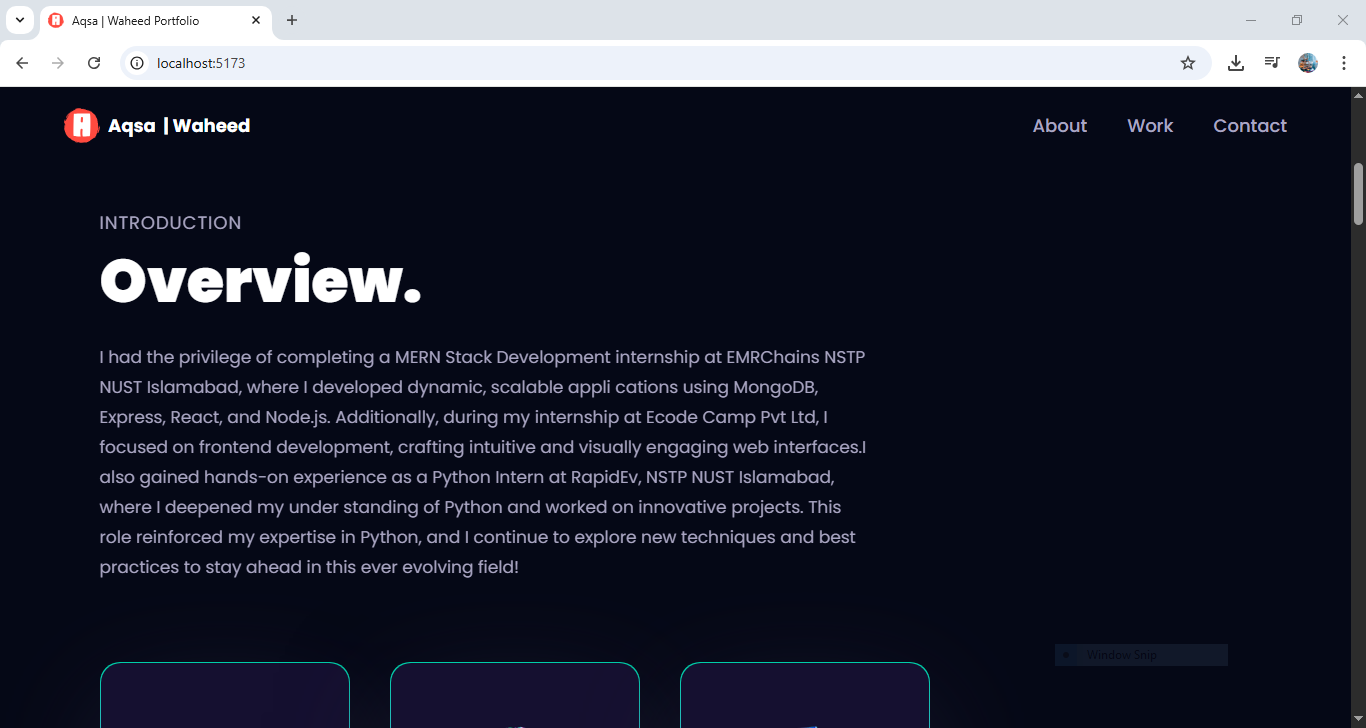 Aqsa | Waheed Portfolio
localhost:5173
A Aqsa | Waheed
About Work Contact
INTRODUCTION
Overview.
I had the privilege of completing a MERN Stack Development internship at EMRChains NSTP
NUST Islamabad, where I developed dynamic, scalable appli cations using MongoDB,
Express, React, and Node.js. Additionally, during my internship at Ecode Camp Pvt Ltd, I
focused on frontend development, crafting intuitive and visually engaging web interfaces.I
also gained hands-on experience as a Python Intern at RapidEv, NSTP NUST Islamabad,
where I deepened my under standing of Python and worked on innovative projects. This
role reinforced my expertise in Python, and I continue to explore new techniques and best
practices to stay ahead in this ever evolving field!
Window Snip